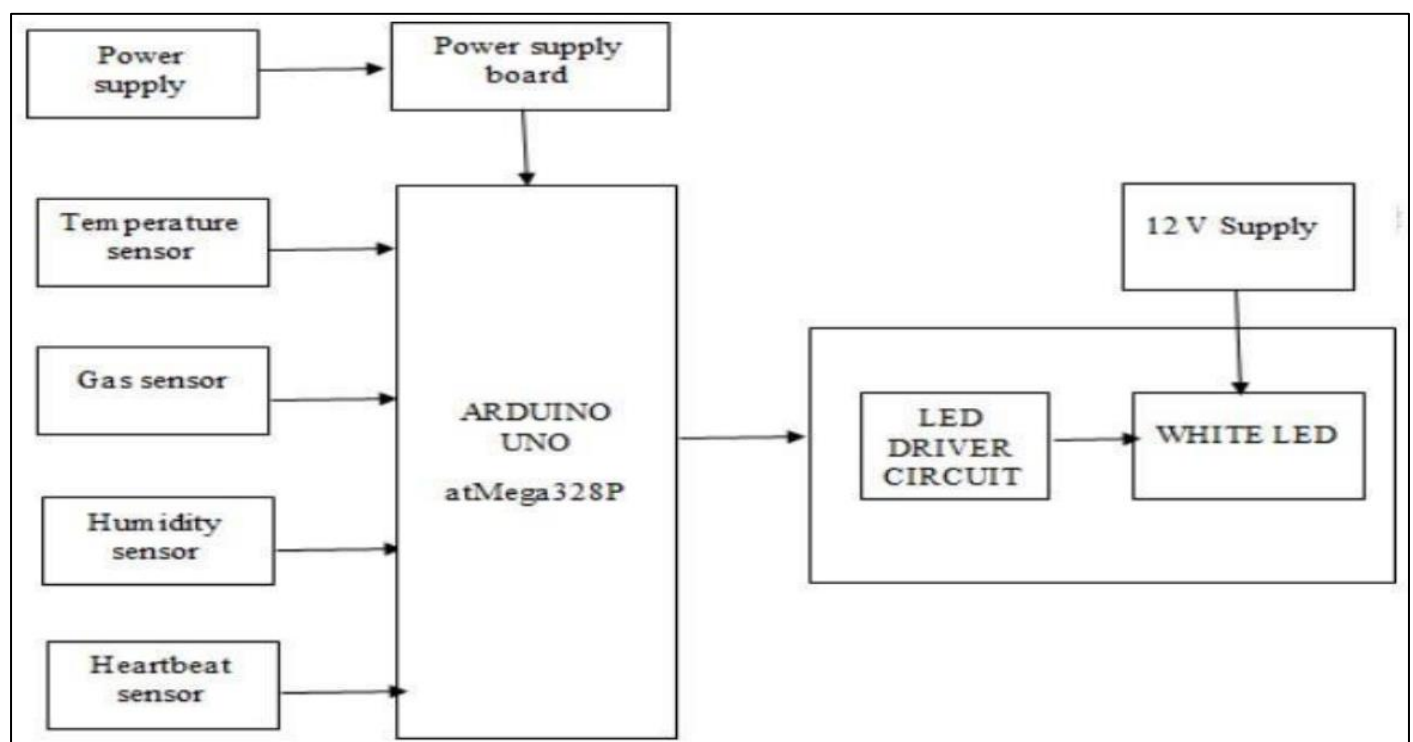 Power
supply
Power supply
board
Temperature
sensor
Gas sensor
Humidity
sensor
Heartbeat
sensor
ARDUINO
UNO
atMega328P
12 V Supply
LED
DRIVER
CIRCUIT
WHITE LED